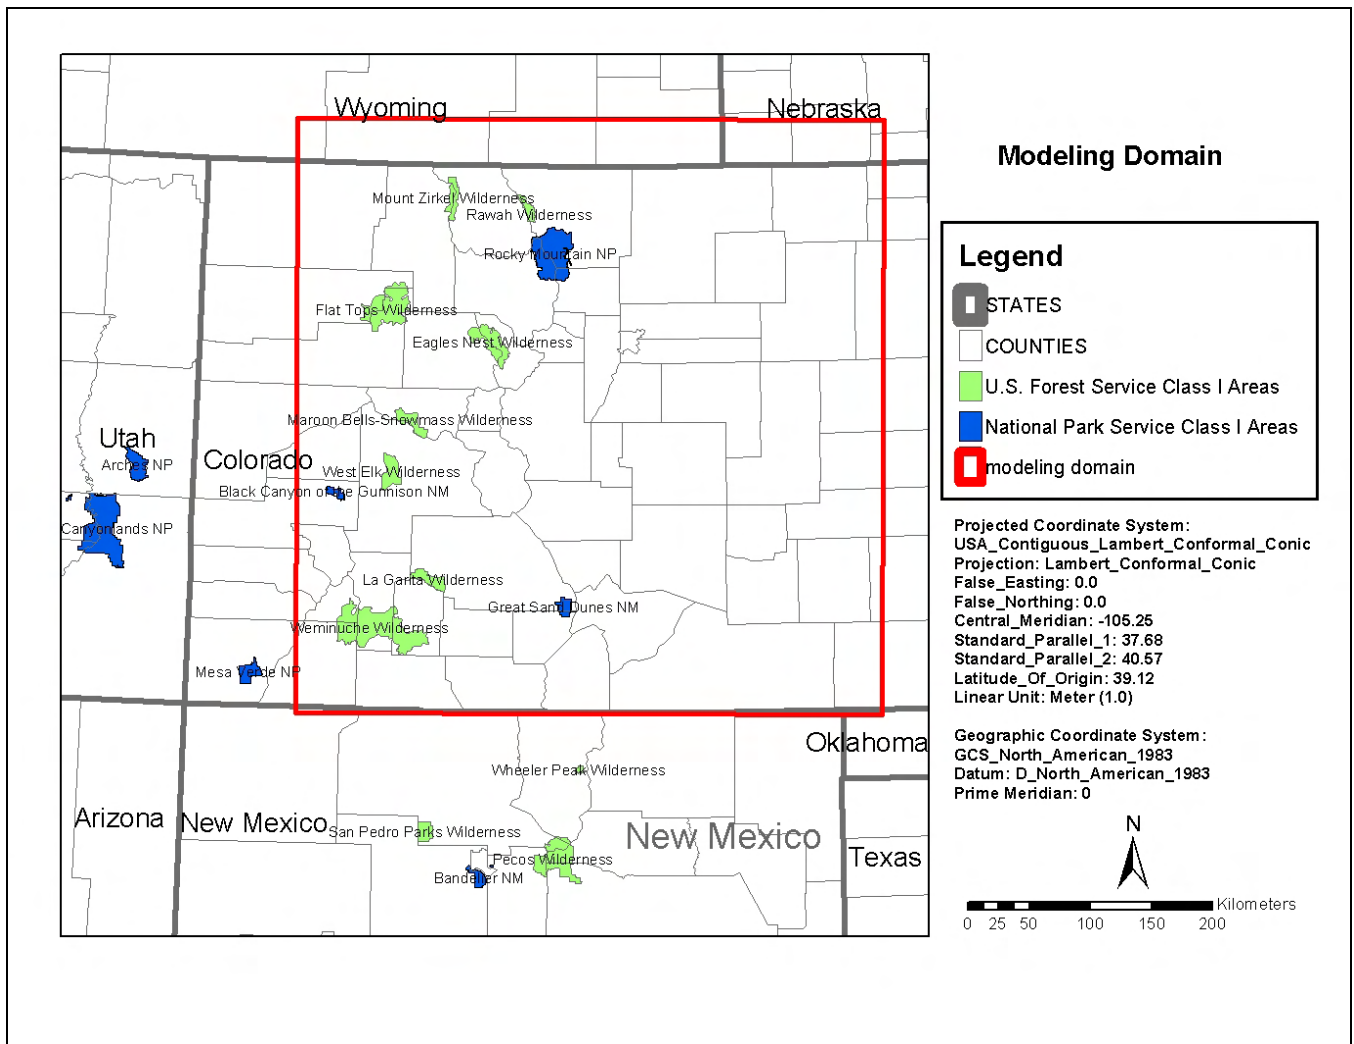 Wyoming
Nebraska
Mount Zirkel Wilderness
Rawah Wilderness
Rocky Mountain NP
Flat Tops Wilderness
Eagles Nest Wilderness
Maroon Bells-Snowmass Wilderness
Utah
Arches NP
Colorado
West Elk Wilderness
Black Canyon of the Gunnison NM
Canyonlands NP
La Garita Wilderness
Great Sand Dunes NM
Weminuche Wilderness
Mesa Verde NP
Oklahoma
Wheeler Peak Wilderness
Arizona
New Mexico
San Pedro Parks Wilderness
New Mexico
Pecos Wilderness
Texas
Bandelier NM
Modeling Domain
Legend
STATES
COUNTIES
U.S. Forest Service Class I Areas
National Park Service Class I Areas
modeling domain
Projected Coordinate System:
USA_Contiguous_Lambert_Conformal_Conic
Projection: Lambert_Conformal_Conic
False_Easting: 0.0
False_Northing: 0.0
Central_Meridian: -105.25
Standard_Parallel_1: 37.68
Standard_Parallel_2: 40.57
Latitude_Of_Origin: 39.12
Linear Unit: Meter (1.0)
Geographic Coordinate System:
GCS_North_American_1983
Datum: D_North_American_1983
Prime Meridian: 0
N
Kilometers
0 25 50 100 150 200